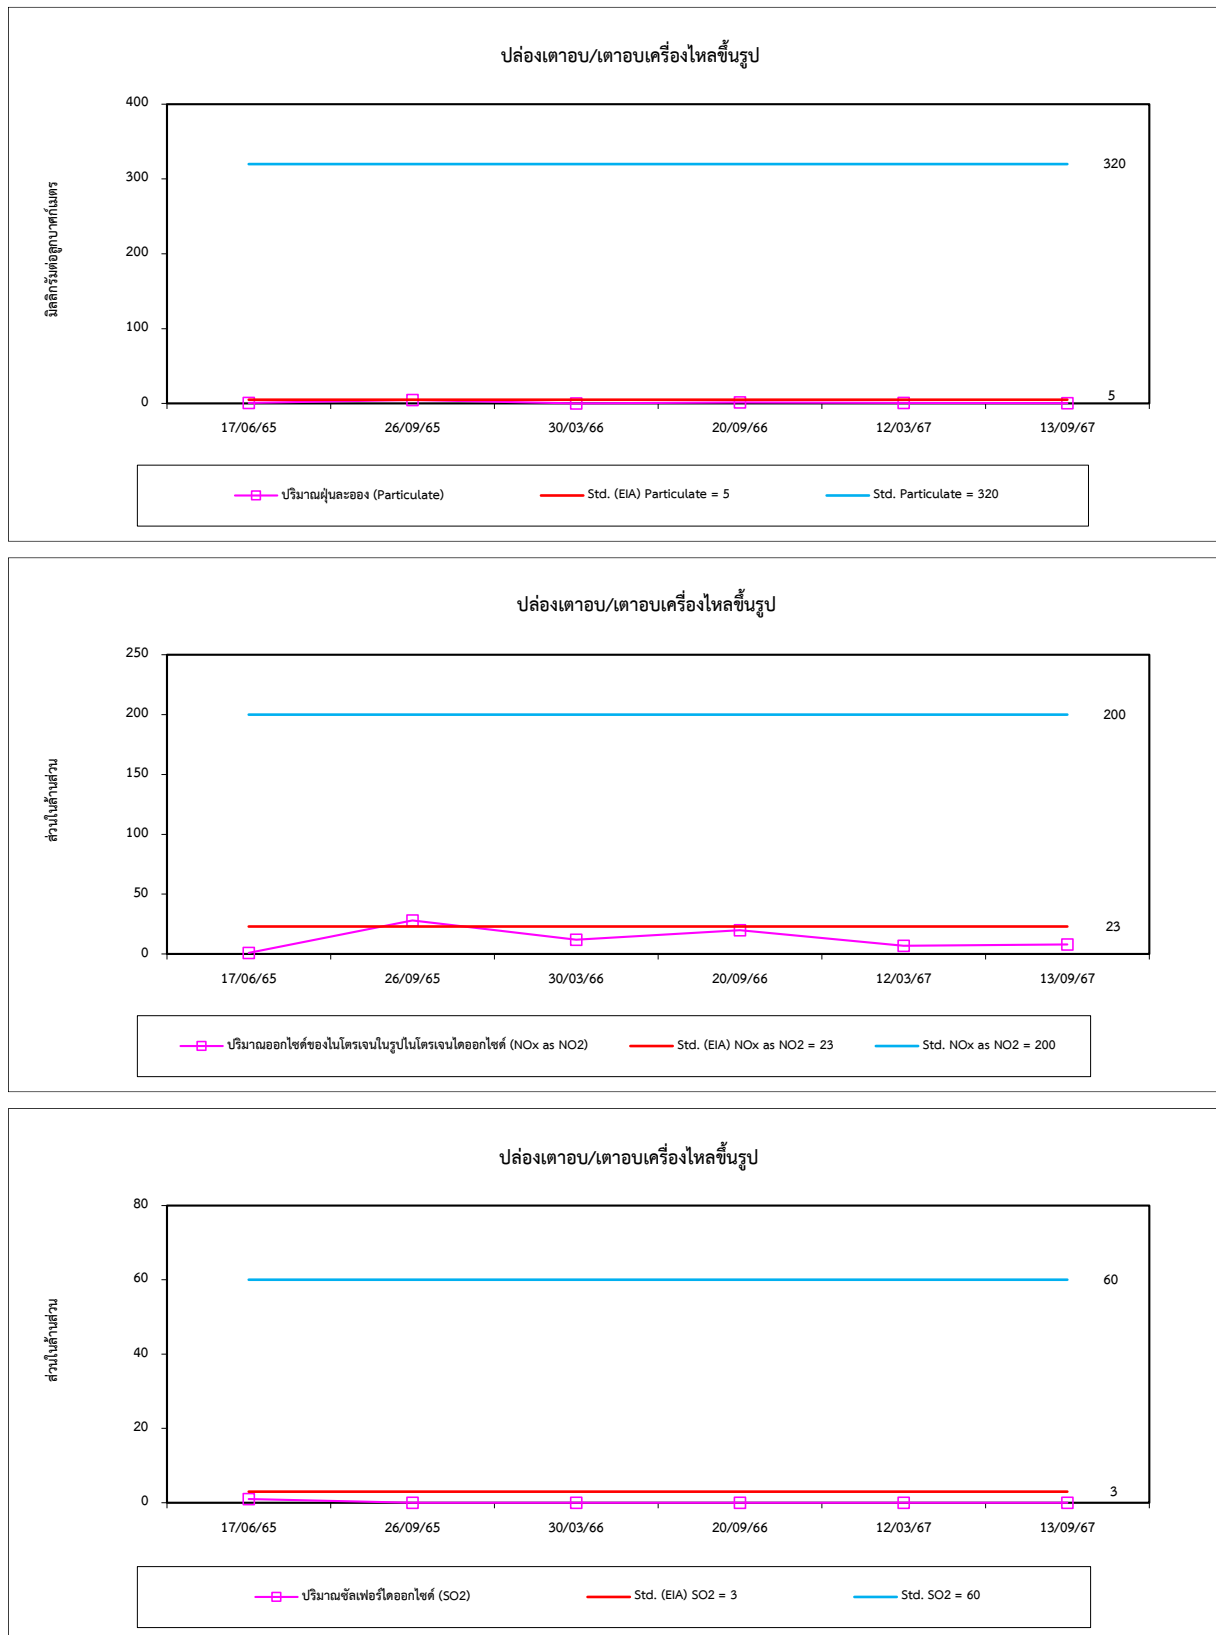 ปล่องเตาอบ/เตาอบเครื่องไหลขึ้นรูป
มิลลิกรัมต่อลูกบาศก์เมตร
400
300
200
100
0
320
5
17/06/65 26/09/65 30/03/66 20/09/66 12/03/67 13/09/67
ปริมาณฝุ่นละออง (Particulate) Std. (EIA) Particulate = 5 Std. Particulate = 320
ปล่องเตาอบ/เตาอบเครื่องไหลขึ้นรูป
ส่วนในล้านส่วน
250
200
150
100
50
0
200
23
17/06/65 26/09/65 30/03/66 20/09/66 12/03/67 13/09/67
ปริมาณออกไซด์ของไนโตรเจนในรูปไนโตรเจนไดออกไซด์ (NOx as NO2) Std. (EIA) NOx as NO2 = 23 Std. NOx as NO2 = 200
ปล่องเตาอบ/เตาอบเครื่องไหลขึ้นรูป
ส่วนในล้านส่วน
80
60
40
20
0
60
3
17/06/65 26/09/65 30/03/66 20/09/66 12/03/67 13/09/67
ปริมาณซัลเฟอร์ไดออกไซด์ (SO2) Std. (EIA) SO2 = 3 Std. SO2 = 60